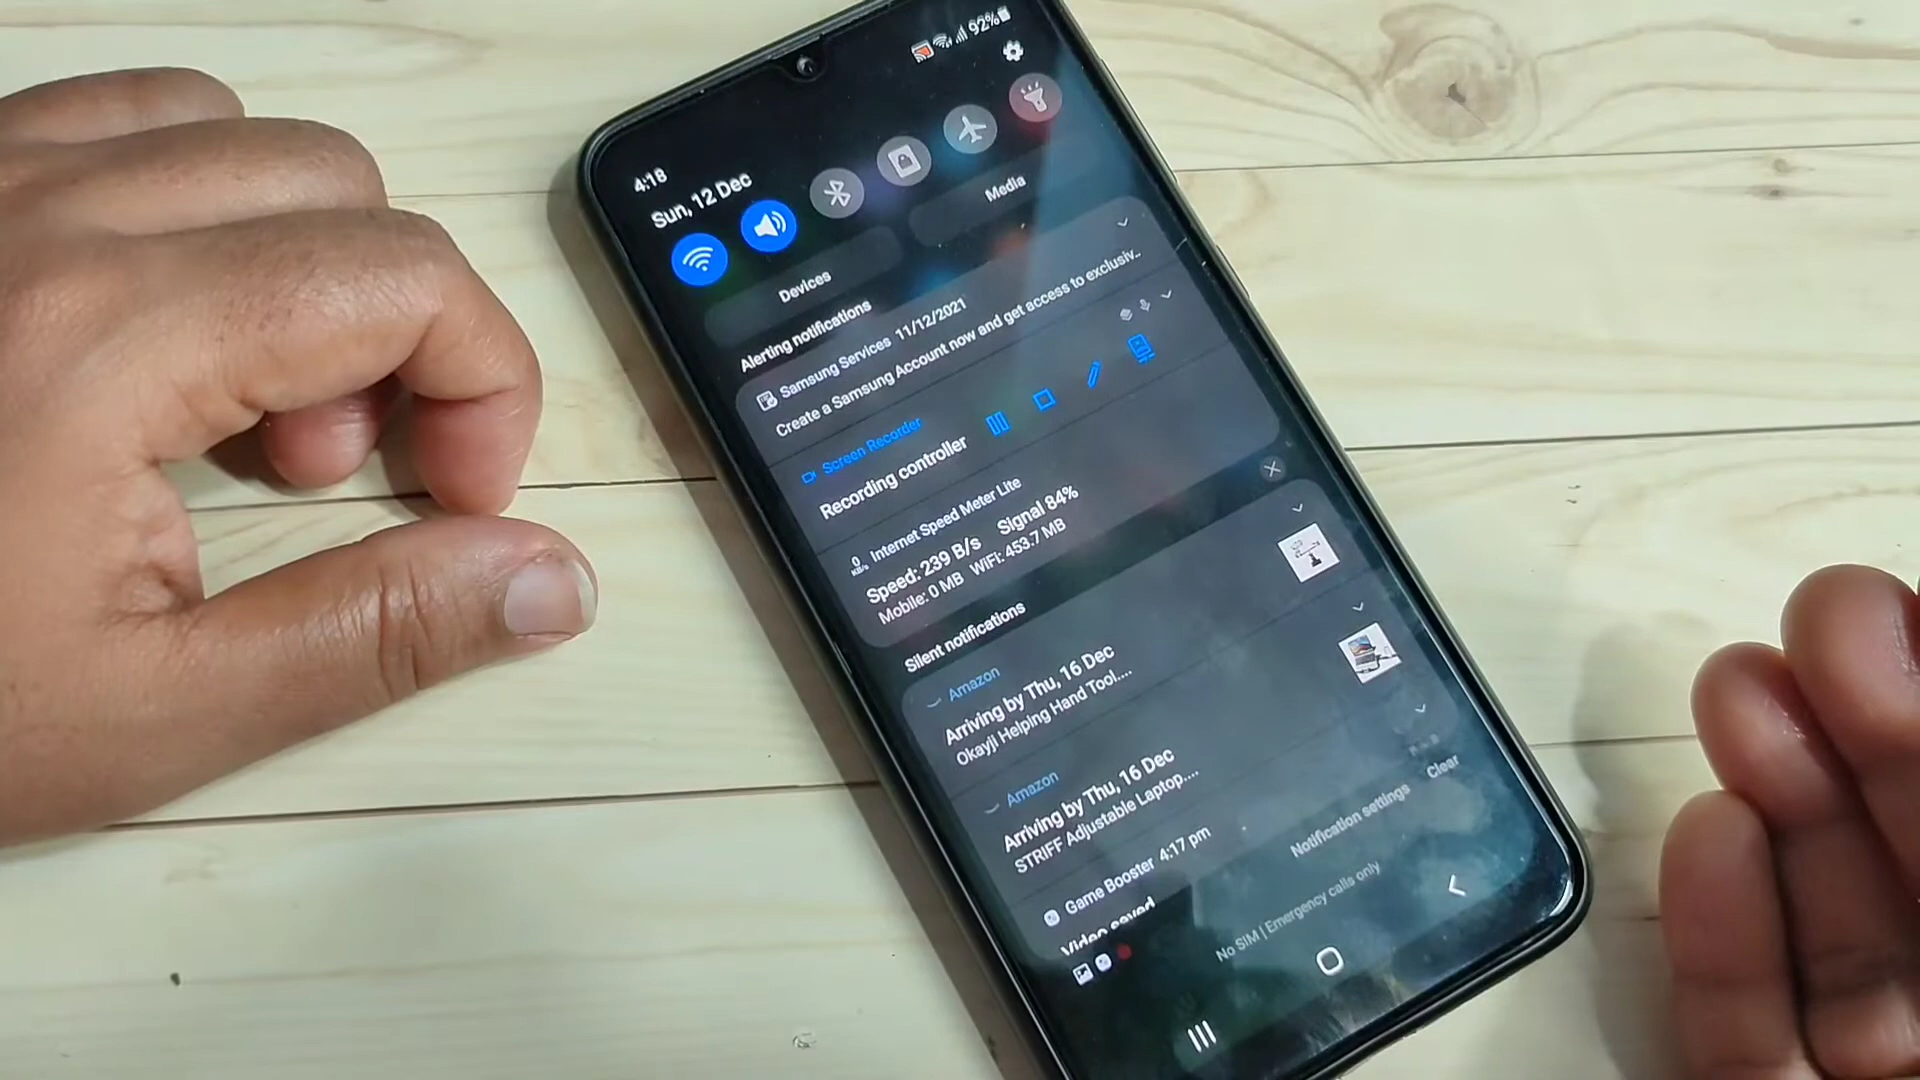 92%
4:18
Sun, 12 Dec
Devices
Media
Alerting notifications
Samsung Services 11/12/2021
Create a Samsung Account now and get access to exclusiv...
Screen Recorder
Recording controller
0 KB/s Internet Speed Meter Lite
Speed: 239 B/s Signal 84%
Mobile: 0 MB WiFi: 453.7 MB
Silent notifications
Amazon
Arriving by Thu, 16 Dec
Okayji Helping Hand Tool....
Amazon
Arriving by Thu, 16 Dec
STRIFF Adjustable Laptop....
Game Booster 4:17 pm
Video saved
Notification settings
Clear
No SIM | Emergency calls only